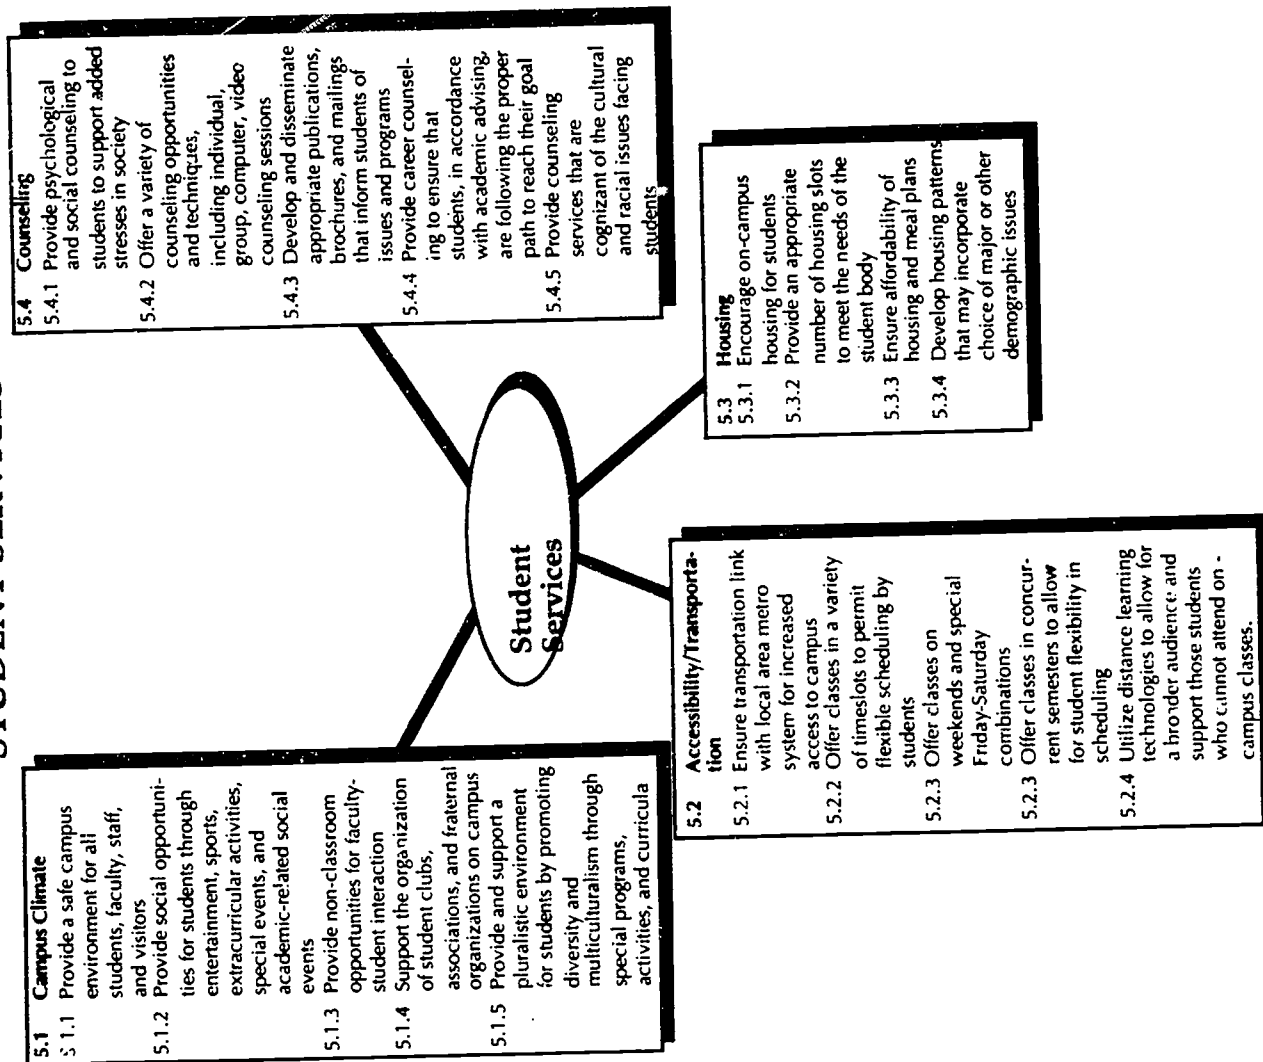 STUDENT SERVICES
5.1 Campus Climate
5.1.1 Provide a safe campus
environment for all
students, faculty, staff,
and visitors
5.1.2 Provide social opportuni-
ties for students through
entertainment, sports,
extracurricular activities,
special events, and
academic-related social
events
5.1.3 Provide non-classroom
opportunities for faculty-
student interaction
5.1.4 Support the organization
of student clubs,
associations, and fraternal
organizations on campus
5.1.5 Provide and support a
pluralistic environment
for students by promoting
diversity and
multiculturalism through
special programs,
activities, and curricula
5.4 Counseling
5.4.1 Provide psychological
and social counseling to
students to support added
stresses in society
5.4.2 Offer a variety of
counseling opportunities
and techniques,
including individual,
group, computer, video
counseling sessions
5.4.3 Develop and disseminate
appropriate publications,
brochures, and mailings
that inform students of
issues and programs
5.4.4 Provide career counsel-
ing to ensure that
students, in accordance
with academic advising,
are following the proper
path to reach their goal
5.4.5 Provide counseling
services that are
cognizant of the cultural
and racial issues facing
students
Student
Services
5.2 Accessibility/Transporta-
tion
5.2.1 Ensure transportation link
with local area metro
system for increased
access to campus
5.2.2 Offer classes in a variety
of timeslots to permit
flexible scheduling by
students
5.2.3 Offer classes on
weekends and special
Friday-Saturday
combinations
5.2.3 Offer classes in concur-
rent semesters to allow
for student flexibility in
scheduling
5.2.4 Utilize distance learning
technologies to allow for
a broader audience and
support those students
who cannot attend on -
campus classes.
5.3 Housing
5.3.1 Encourage on-campus
housing for students
5.3.2 Provide an appropriate
number of housing slots
to meet the needs of the
student body
5.3.3 Ensure affordability of
housing and meal plans
5.3.4 Develop housing patterns
that may incorporate
choice of major or other
demographic issues